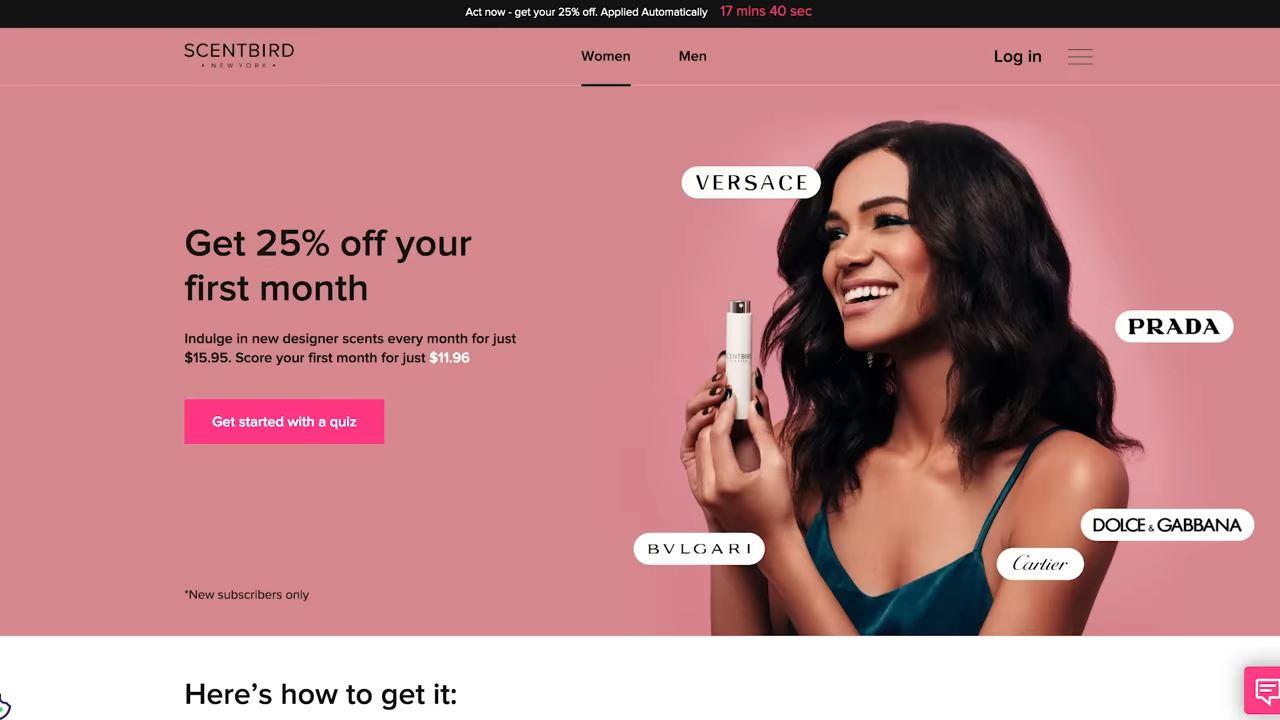 Act now - get your 25% off. Applied Automatically 17 mins 40 sec
SCENTBIRD
• NEW YORK •
Women
Men
Log in
VERSACE
Get 25% off your
first month
PRADA
Indulge in new designer scents every month for just
$15.95. Score your first month for just $11.96
Get started with a quiz
DOLCE & GABBANA
BVLGARI
Cartier
*New subscribers only
Here's how to get it: